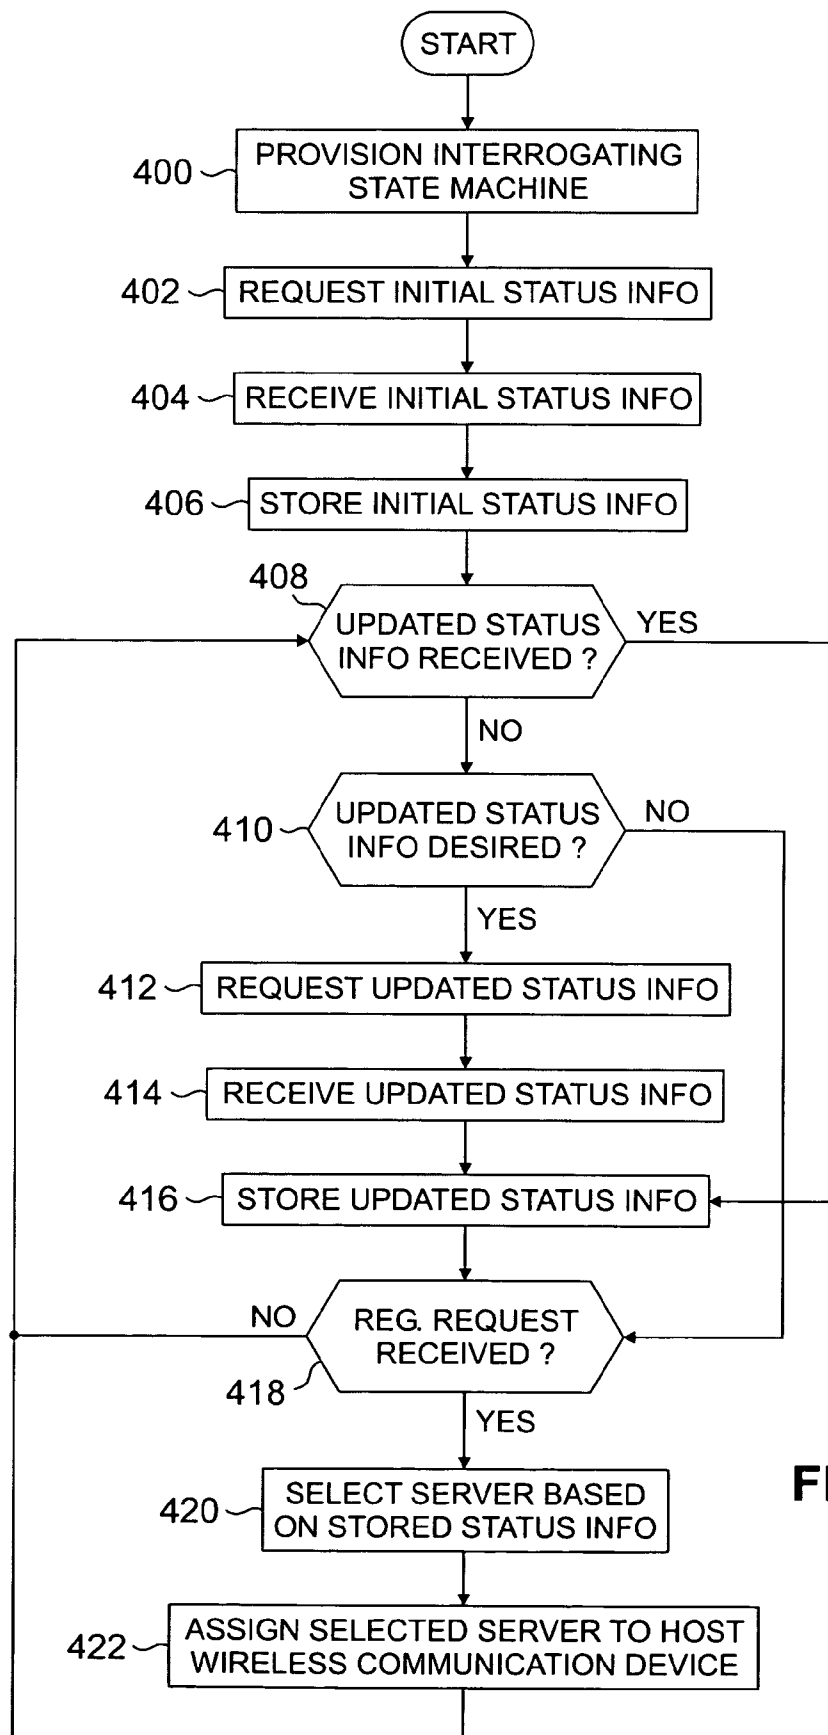 START
400
PROVISION INTERROGATING
STATE MACHINE
402
REQUEST INITIAL STATUS INFO
404
RECEIVE INITIAL STATUS INFO
406
STORE INITIAL STATUS INFO
408
UPDATED STATUS
INFO RECEIVED ?
YES
NO
410
UPDATED STATUS
INFO DESIRED ?
NO
YES
412
REQUEST UPDATED STATUS INFO
414
RECEIVE UPDATED STATUS INFO
416
STORE UPDATED STATUS INFO
NO
REG. REQUEST
RECEIVED ?
418
YES
420
SELECT SERVER BASED
ON STORED STATUS INFO
422
ASSIGN SELECTED SERVER TO HOST
WIRELESS COMMUNICATION DEVICE